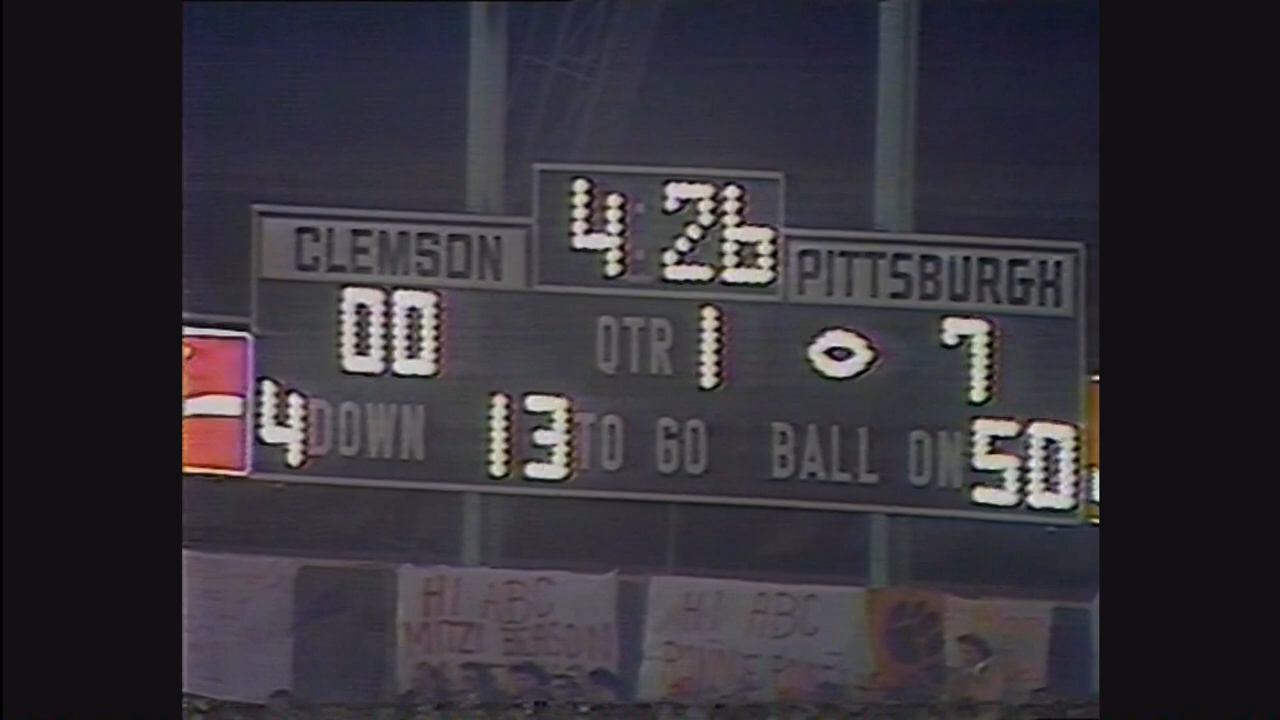 4:26
CLEMSON PITTSBURGH
00 QTR 1 7
4 DOWN 13 TO GO BALL ON 50
HI ABC
HI ABC